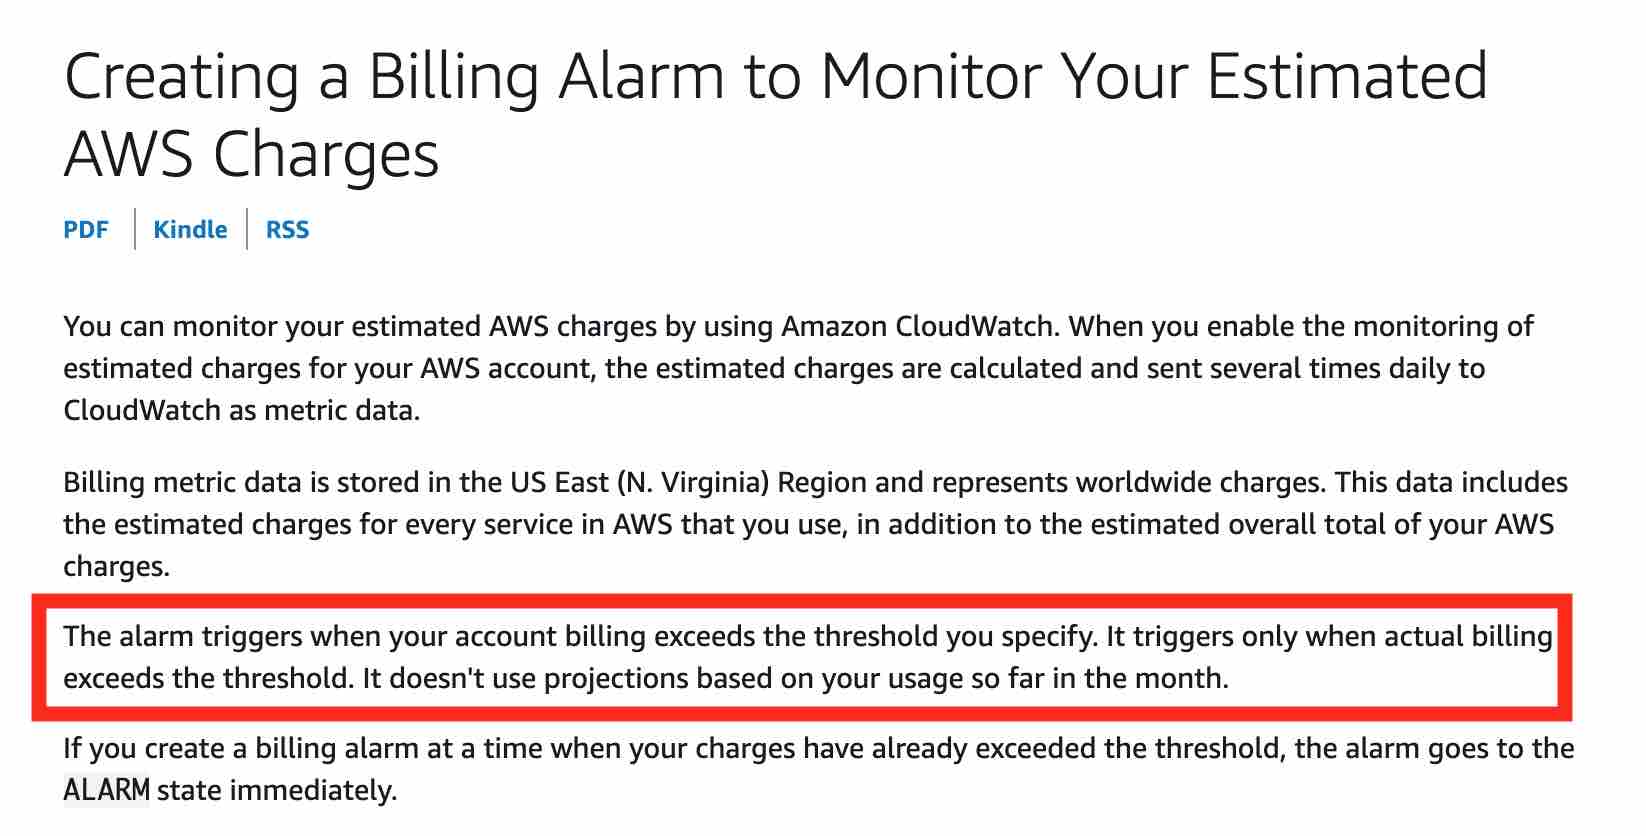 Creating a Billing Alarm to Monitor Your Estimated
AWS Charges
PDF | Kindle | RSS
You can monitor your estimated AWS charges by using Amazon CloudWatch. When you enable the monitoring of
estimated charges for your AWS account, the estimated charges are calculated and sent several times daily to
CloudWatch as metric data.
Billing metric data is stored in the US East (N. Virginia) Region and represents worldwide charges. This data includes
the estimated charges for every service in AWS that you use, in addition to the estimated overall total of your AWS
charges.
The alarm triggers when your account billing exceeds the threshold you specify. It triggers only when actual billing
exceeds the threshold. It doesn't use projections based on your usage so far in the month.
If you create a billing alarm at a time when your charges have already exceeded the threshold, the alarm goes to the
ALARM state immediately.